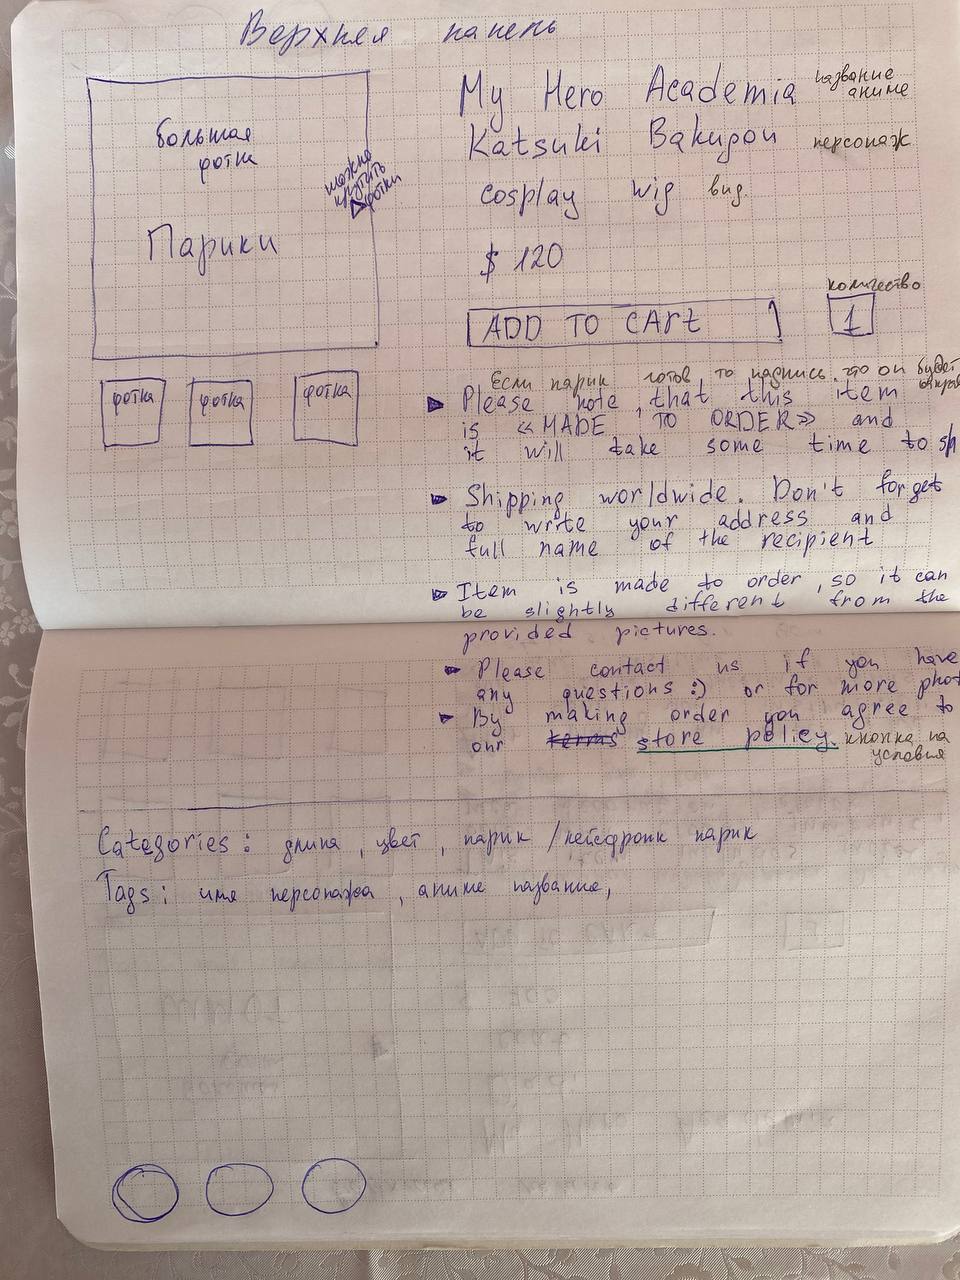 Верхняя панель
большая
фотка
можно
крутить
фотки
Парики
фотка
фотка
фотка
My Hero Academia название
аниме
Katsuki Bakugou персонаж
cosplay wig вид.
$ 120
количество
ADD TO CArt 1
Если парик готов то надпись что он будет
Please note, that this item
is «MADE TO ORDER» and
it will take some time to sh
Shipping worldwide. Don't forget
to write your address and
full name of the recipient
Item is made to order, so it can
be slightly different from the
provided pictures.
Please contact us if you have
any questions :) or for more phot
By making order you agree to
our terms store policy. кнопка на
условия
Categories: длина, цвет, парик /лейсфронт парик
Tags: имя персонажа, аниме название,